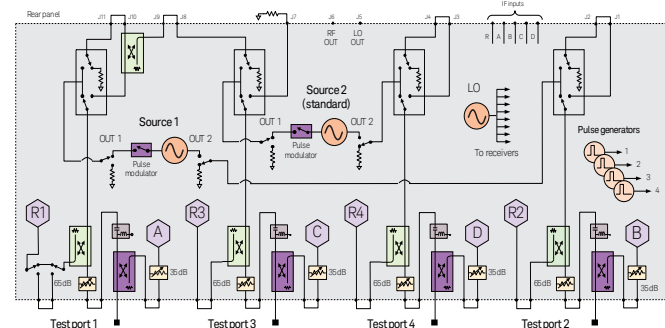 IF inputs
Rear panel
J11 J10 J9 J8 J7 J6 J5 J4 J3 J2 J1
RF OUT
LO OUT
R A B C D
Source 2
(standard)
LO
Source 1
OUT 1
OUT 2
Pulse
modulator
To receivers
Pulse generators
OUT 1
OUT 2
Pulse
modulator
1
2
3
4
R1
A
R3
C
R4
D
R2
B
65dB
35dB
65dB
35dB
65dB
35dB
65dB
35dB
Test port 1
Test port 3
Test port 4
Test port 2